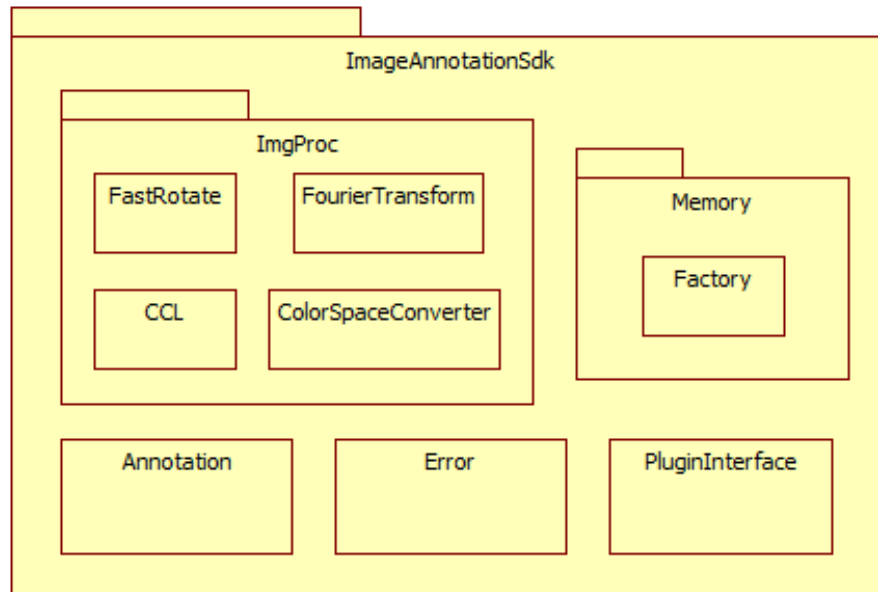 ImageAnnotationSdk
ImgProc
FastRotate
FourierTransform
CCL
ColorSpaceConverter
Memory
Factory
Annotation
Error
PluginInterface